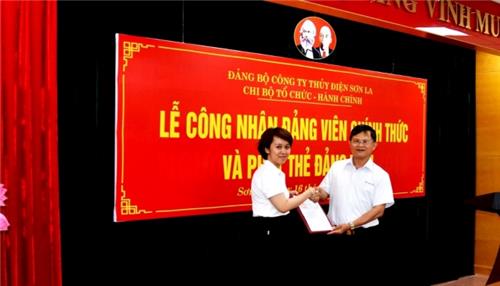 VINH MU
ĐẢNG BỘ CÔNG TY THỦY ĐIỆN SƠN LA
CHI BỘ TỔ CHỨC - HÀNH CHÍNH
LỄ CÔNG NHẬN ĐẢNG VIÊN CHÍNH THỨC
VÀ THẺ ĐẢNG
16